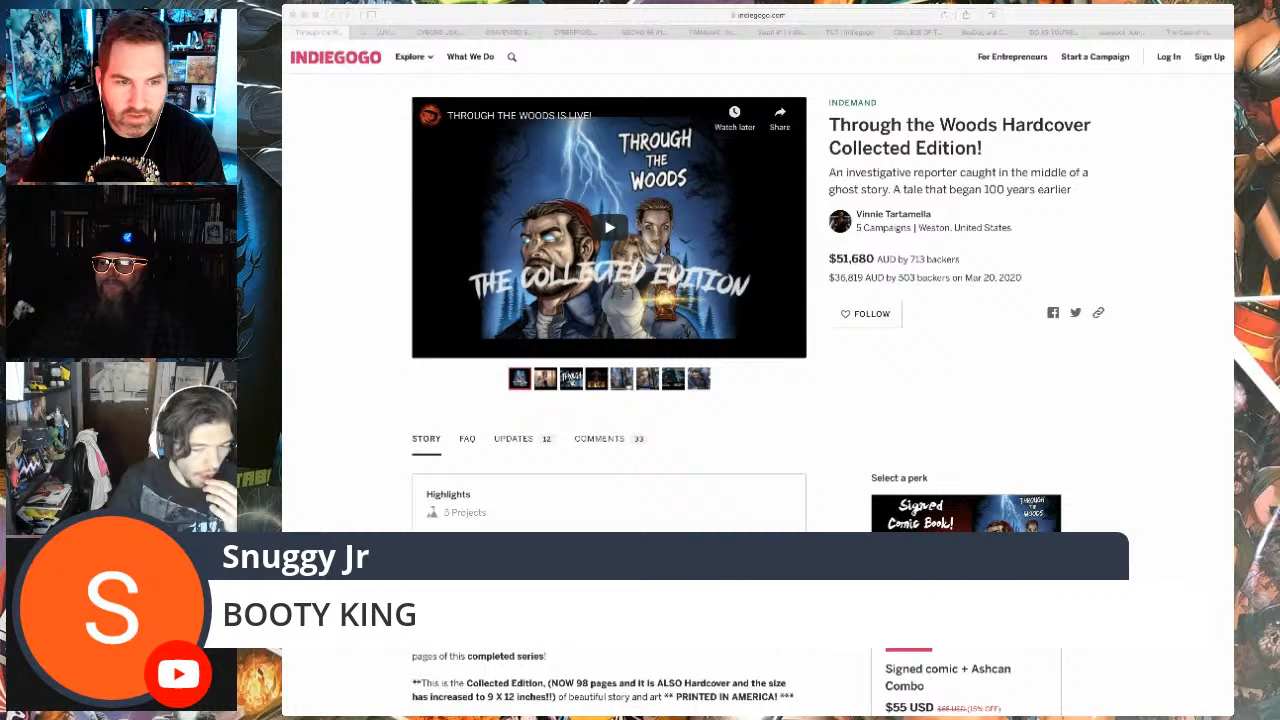 indiegogo.com
INDIEGOGO
Explore
What We Do
For Entrepreneurs
Start a Campaign
Log In
Sign Up
THROUGH THE WOODS IS LIVE!
Watch later
Share
THROUGH
THE
WOODS
THE COLLECTED EDITION
INDEMAND
Through the Woods Hardcover
Collected Edition!
An investigative reporter caught in the middle of a
ghost story. A tale that began 100 years earlier
Vinnie Tartamella
5 Campaigns | Weston, United States
$51,680 AUD by 713 backers
$36,819 AUD by 503 backers on Mar 20, 2020
FOLLOW
STORY
FAQ
UPDATES 12
COMMENTS 33
Highlights
5 Projects
Select a perk
Signed
Comic Book!
THROUGH
THE
WOODS
S
Snuggy Jr
BOOTY KING
pages of this completed series!
**This is the Collected Edition, (NOW 98 pages and it is ALSO Hardcover and the size
has increased to 9 X 12 inches!!) of beautiful story and art ** PRINTED IN AMERICA! ***
Signed comic + Ashcan
Combo
$55 USD $65 USD (15% OFF)